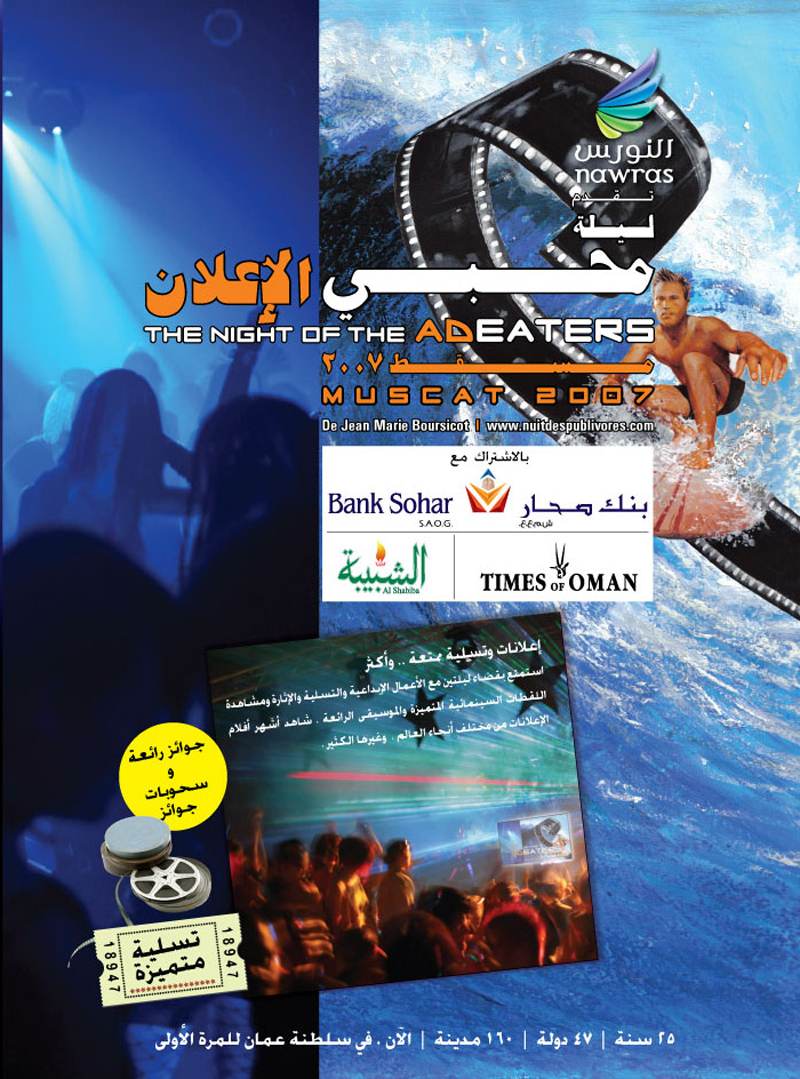 النورس
nawras
تقدم
ليلة
محبي الإعلان
THE NIGHT OF THE ADEATERS
مسقط ٢٠٠٧
MUSCAT 2007
De Jean Marie Boursicot | www.nuitdespublivores.com
بالاشتراك مع
Bank Sohar بنك صحار
S.A.O.G. ش.م.ع.ع.
الشبيبة
Al Shabiba
TIMES OF OMAN
إعلانات وتسلية ممتعة .. وأكثر
استمتع بقضاء ليلتين مع الأعمال الإبداعية والتسلية والإثارة ومشاهدة
اللقطات السينمائية المتميزة والموسيقى الرائعة . شاهد أشهر أفلام
الإعلانات من مختلف أنحاء العالم . وغيرها الكثير.
جوائز رائعة
و
سحوبات
جوائز
ADEATERS
18947
تسلية
متميزة
18947
٢٥ سنة | ٤٧ دولة | ١٦٠ مدينة | الآن . في سلطنة عمان للمرة الأولى